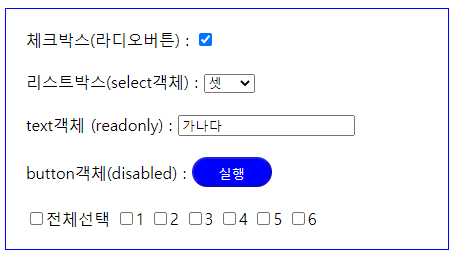 체크박스(라디오버튼) :
리스트박스(select객체) : 셋
text객체 (readonly) : 가나다
button객체(disabled) : 실행
전체선택 1 2 3 4 5 6